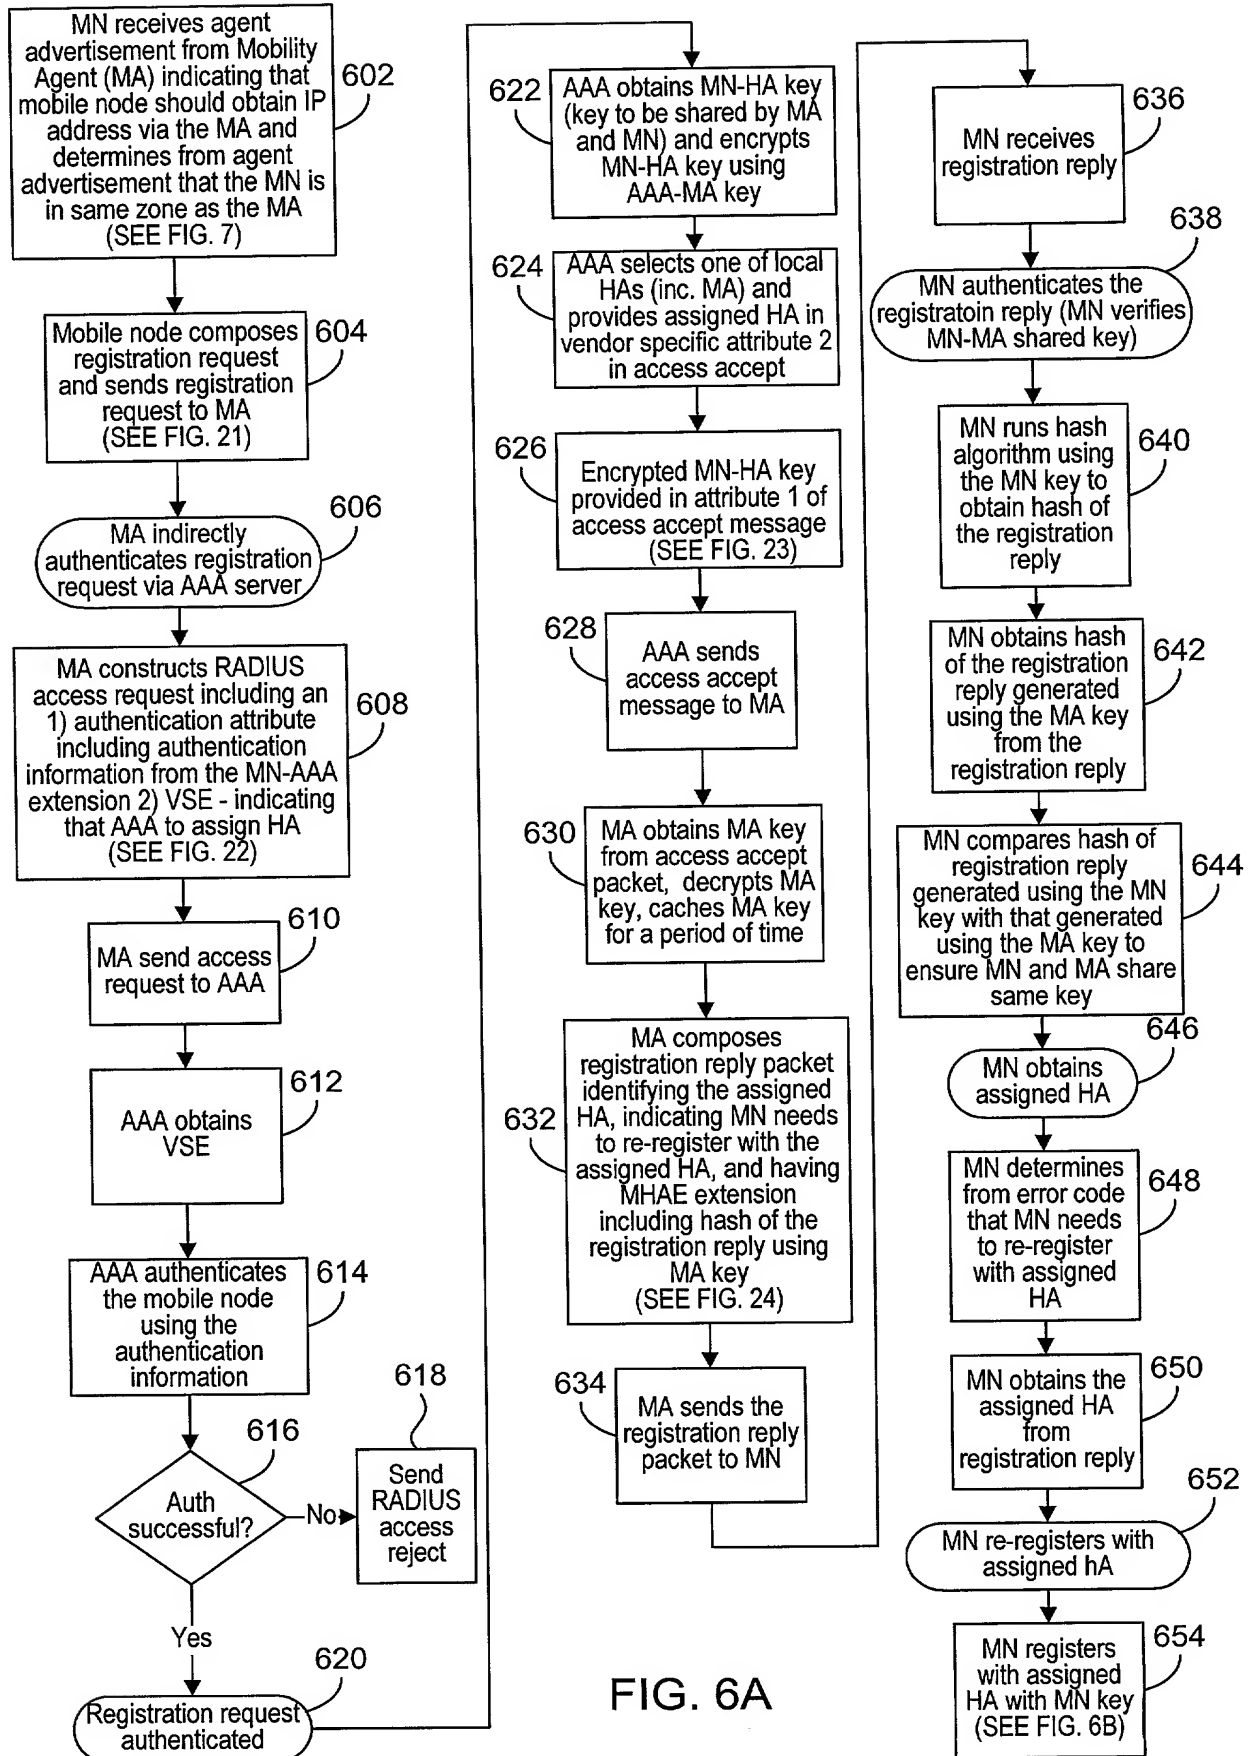 MN receives agent
advertisement from Mobility
Agent (MA) indicating that
mobile node should obtain IP
address via the MA and
determines from agent
advertisement that the MN is
in same zone as the MA
(SEE FIG. 7)
602
Mobile node composes
registration request
and sends registration
request to MA
(SEE FIG. 21)
604
MA indirectly
authenticates registration
request via AAA server
606
MA constructs RADIUS
access request including an
1) authentication attribute
including authentication
information from the MN-AAA
extension 2) VSE - indicating
that AAA to assign HA
(SEE FIG. 22)
608
MA send access
request to AAA
610
AAA obtains
VSE
612
AAA authenticates
the mobile node
using the
authentication
information
614
Auth
successful?
616
No
Send
RADIUS
access
reject
618
Yes
Registration request
authenticated
620
622
AAA obtains MN-HA key
(key to be shared by MA
and MN) and encrypts
MN-HA key using
AAA-MA key
624
AAA selects one of local
HAs (inc. MA) and
provides assigned HA in
vendor specific attribute 2
in access accept
626
Encrypted MN-HA key
provided in attribute 1 of
access accept message
(SEE FIG. 23)
628
AAA sends
access accept
message to MA
630
MA obtains MA key
from access accept
packet, decrypts MA
key, caches MA key
for a period of time
632
MA composes
registration reply packet
identifying the assigned
HA, indicating MN needs
to re-register with the
assigned HA, and having
MHAE extension
including hash of the
registration reply using
MA key
(SEE FIG. 24)
634
MA sends the
registration reply
packet to MN
MN receives
registration reply
636
MN authenticates the
registratoin reply (MN verifies
MN-MA shared key)
638
MN runs hash
algorithm using
the MN key to
obtain hash of
the registration
reply
640
MN obtains hash
of the registration
reply generated
using the MA key
from the
registration reply
642
MN compares hash of
registration reply
generated using the MN
key with that generated
using the MA key to
ensure MN and MA share
same key
644
MN obtains
assigned HA
646
MN determines
from error code
that MN needs
to re-register
with assigned
HA
648
MN obtains the
assigned HA
from
registration reply
650
MN re-registers with
assigned hA
652
MN registers
with assigned
HA with MN key
(SEE FIG. 6B)
654
FIG. 6A